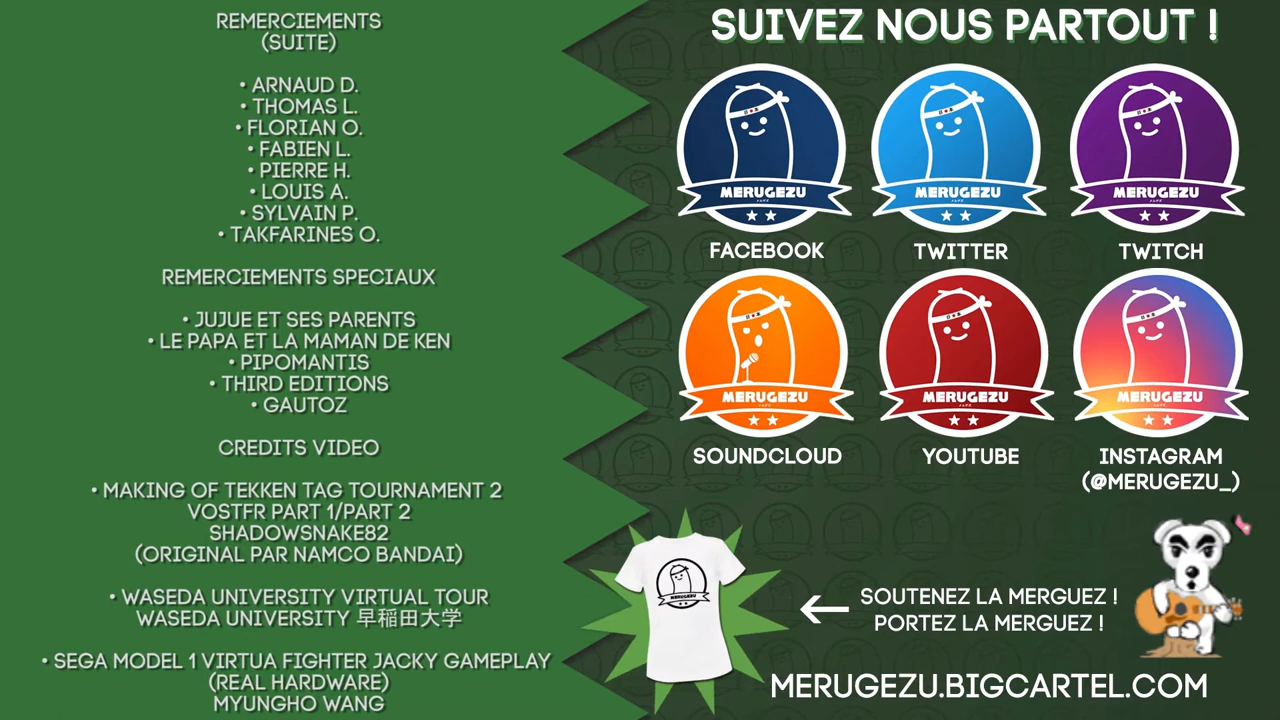 REMERCIEMENTS
(SUITE)
• ARNAUD D.
• THOMAS L.
• FLORIAN O.
• FABIEN L.
• PIERRE H.
• LOUIS A.
• SYLVAIN P.
• TAKFARINES O.
REMERCIEMENTS SPECIAUX
• JUJUE ET SES PARENTS
• LE PAPA ET LA MAMAN DE KEN
• PIPOMANTIS
• THIRD EDITIONS
• GAUTOZ
CREDITS VIDEO
• MAKING OF TEKKEN TAG TOURNAMENT 2
VOSTFR PART 1/PART 2
SHADOWSNAKE82
(ORIGINAL PAR NAMCO BANDAI)
• WASEDA UNIVERSITY VIRTUAL TOUR
WASEDA UNIVERSITY 早稲田大学
• SEGA MODEL 1 VIRTUA FIGHTER JACKY GAMEPLAY
(REAL HARDWARE)
MYUNGHO WANG
SUIVEZ NOUS PARTOUT !
MERUGEZU
MERUGEZU
MERUGEZU
FACEBOOK
TWITTER
TWITCH
MERUGEZU
MERUGEZU
MERUGEZU
SOUNDCLOUD
YOUTUBE
INSTAGRAM
(@MERUGEZU_)
MERUGEZU
SOUTENEZ LA MERGUEZ !
PORTEZ LA MERGUEZ !
MERUGEZU.BIGCARTEL.COM